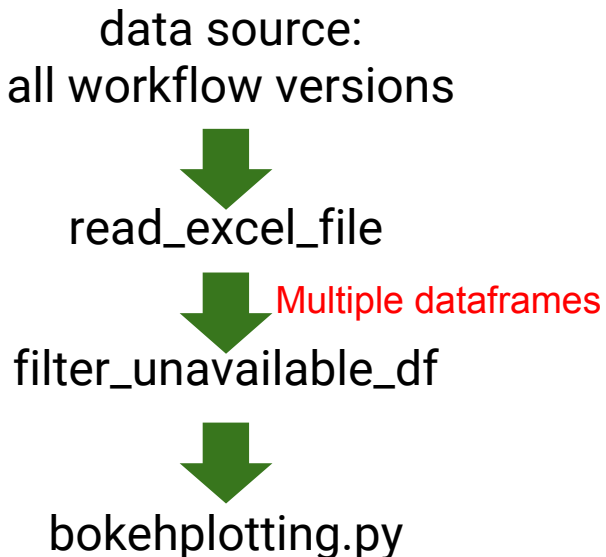 data source:
all workflow versions
read_excel_file
Multiple dataframes
filter_unavailable_df
bokehplotting.py